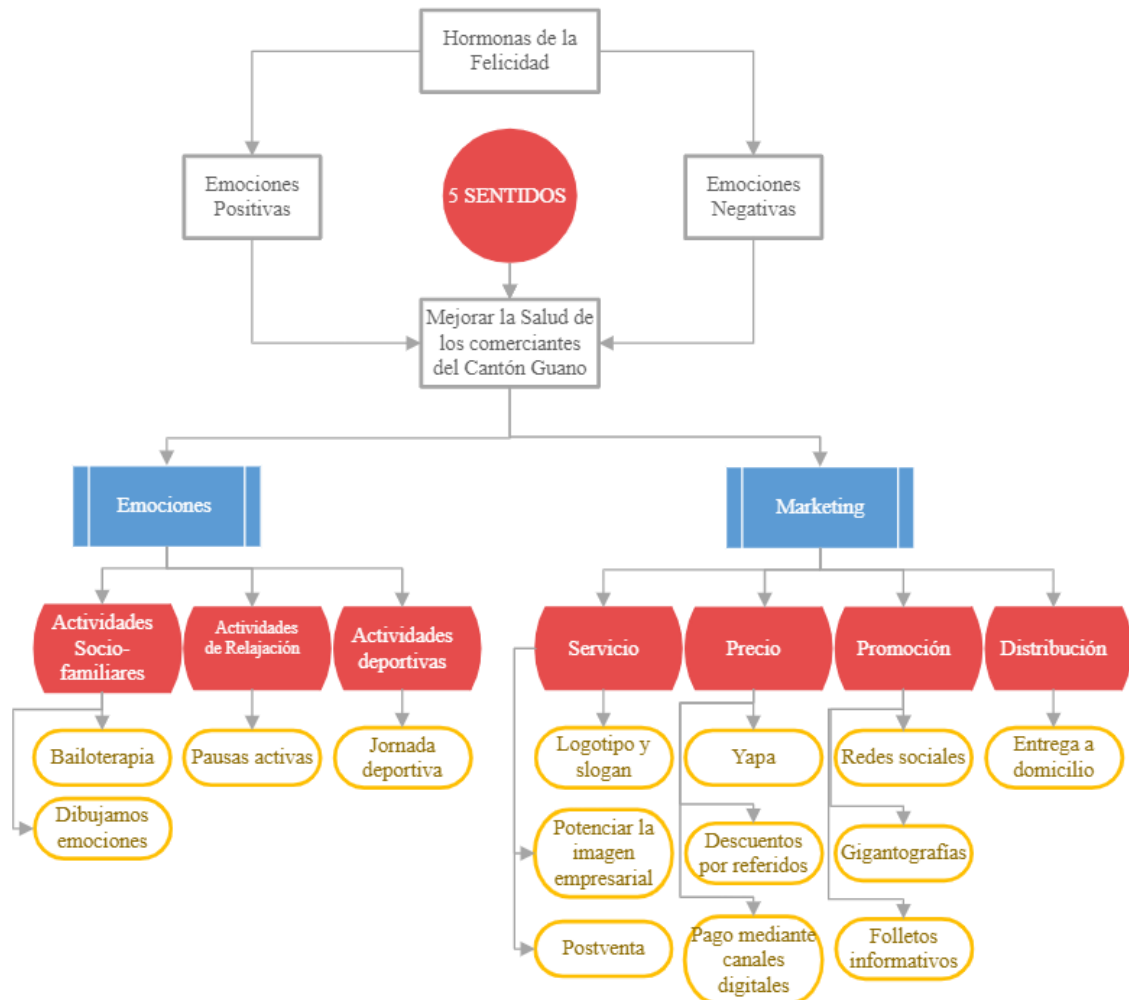 Hormonas de la
Felicidad
Emociones
Positivas
5 SENTIDOS
Emociones
Negativas
Mejorar la Salud de
los comerciantes
del Cantón Guano
Emociones
Marketing
Actividades
Socio-
familiares
Actividades
de Relajación
Actividades
deportivas
Servicio
Precio
Promoción
Distribución
Bailoterapia
Pausas activas
Jornada
deportiva
Logotipo y
slogan
Yapa
Redes sociales
Entrega a
domicilio
Dibujamos
emociones
Potenciar la
imagen
empresarial
Descuentos
por referidos
Gigantografías
Postventa
Pago mediante
canales
digitales
Folletos
informativos